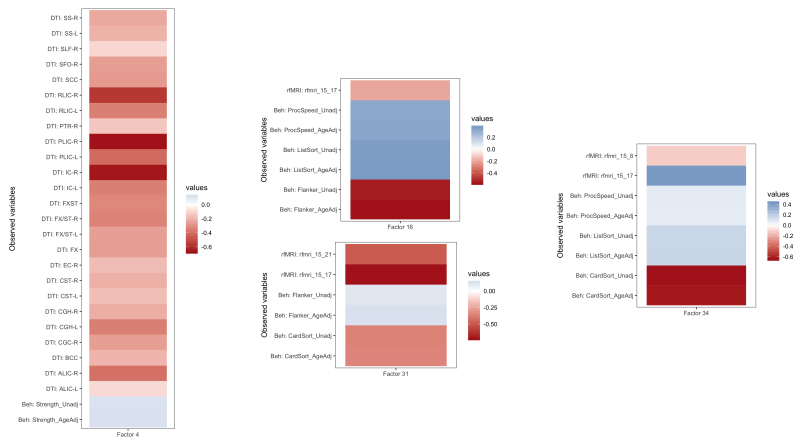 Observed variables
DTI: SS-R
DTI: SS-L
DTI: SLF-R
DTI: SFO-R
DTI: SCC
DTI: RLIC-R
DTI: RLIC-L
DTI: PTR-R
DTI: PLIC-R
DTI: PLIC-L
DTI: IC-R
DTI: IC-L
DTI: FXST
DTI: FX/ST-R
DTI: FX/ST-L
DTI: FX
DTI: EC-R
DTI: CST-R
DTI: CST-L
DTI: CGH-R
DTI: CGH-L
DTI: CGC-R
DTI: BCC
DTI: ALIC-R
DTI: ALIC-L
Beh: Strength_Unadj
Beh: Strength_AgeAdj
Factor 4
values
0.0
-0.2
-0.4
-0.6
Observed variables
rfMRI: rfmri_15_17
Beh: ProcSpeed_Unadj
Beh: ProcSpeed_AgeAdj
Beh: ListSort_Unadj
Beh: ListSort_AgeAdj
Beh: Flanker_Unadj
Beh: Flanker_AgeAdj
Factor 16
values
0.2
0.0
-0.2
-0.4
Observed variables
rfMRI: rfmri_15_21
rfMRI: rfmri_15_17
Beh: Flanker_Unadj
Beh: Flanker_AgeAdj
Beh: CardSort_Unadj
Beh: CardSort_AgeAdj
Factor 31
values
0.00
-0.25
-0.50
Observed variables
rfMRI: rfmri_15_8
rfMRI: rfmri_15_17
Beh: ProcSpeed_Unadj
Beh: ProcSpeed_AgeAdj
Beh: ListSort_Unadj
Beh: ListSort_AgeAdj
Beh: CardSort_Unadj
Beh: CardSort_AgeAdj
Factor 34
values
0.4
0.2
0.0
-0.2
-0.4
-0.6